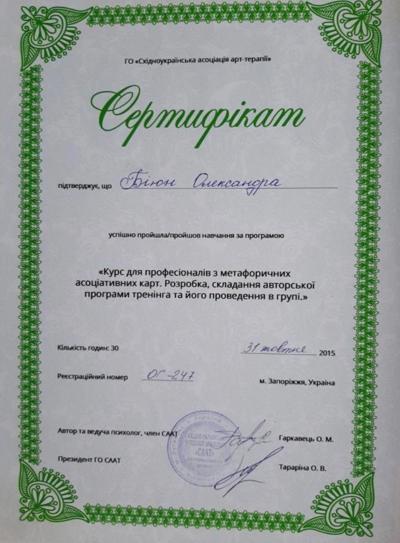 ГО «Східноукраїнська асоціація арт-терапії»
Сертифікат
підтверджує, що Біюн Олександра
успішно пройшла/пройшов навчання за програмою
«Курс для професіоналів з метафоричних
асоціативних карт. Розробка, складання авторської
програми тренінга та його проведення в групі.»
Кількість годин: 30 31 жовтня 2015
Реєстраційний номер ОГ-247 м. Запоріжжя, Україна
Автор та ведуча психолог, член СААТ Гаркавець О. М.
Президент ГО СААТ Тараріна О. В.
«СААТ»